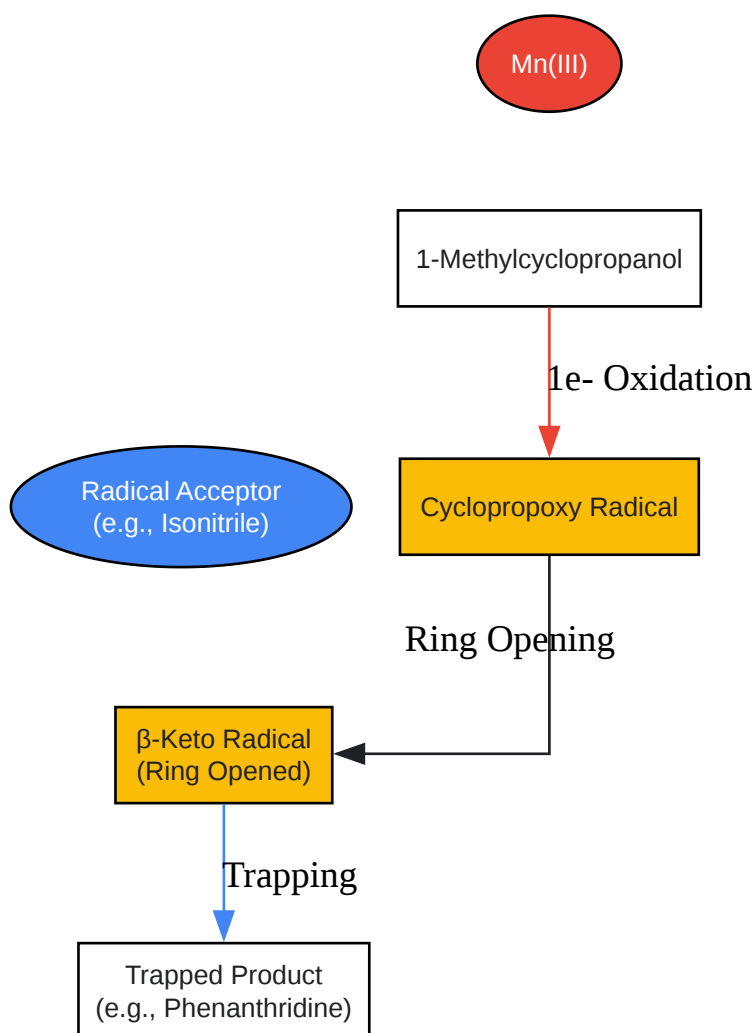 Mn(III)
1-Methylcyclopropanol
1e- Oxidation
Radical Acceptor
(e.g., Isonitrile)
Cyclopropoxy Radical
Ring Opening
β-Keto Radical
(Ring Opened)
Trapping
Trapped Product
(e.g., Phenanthridine)